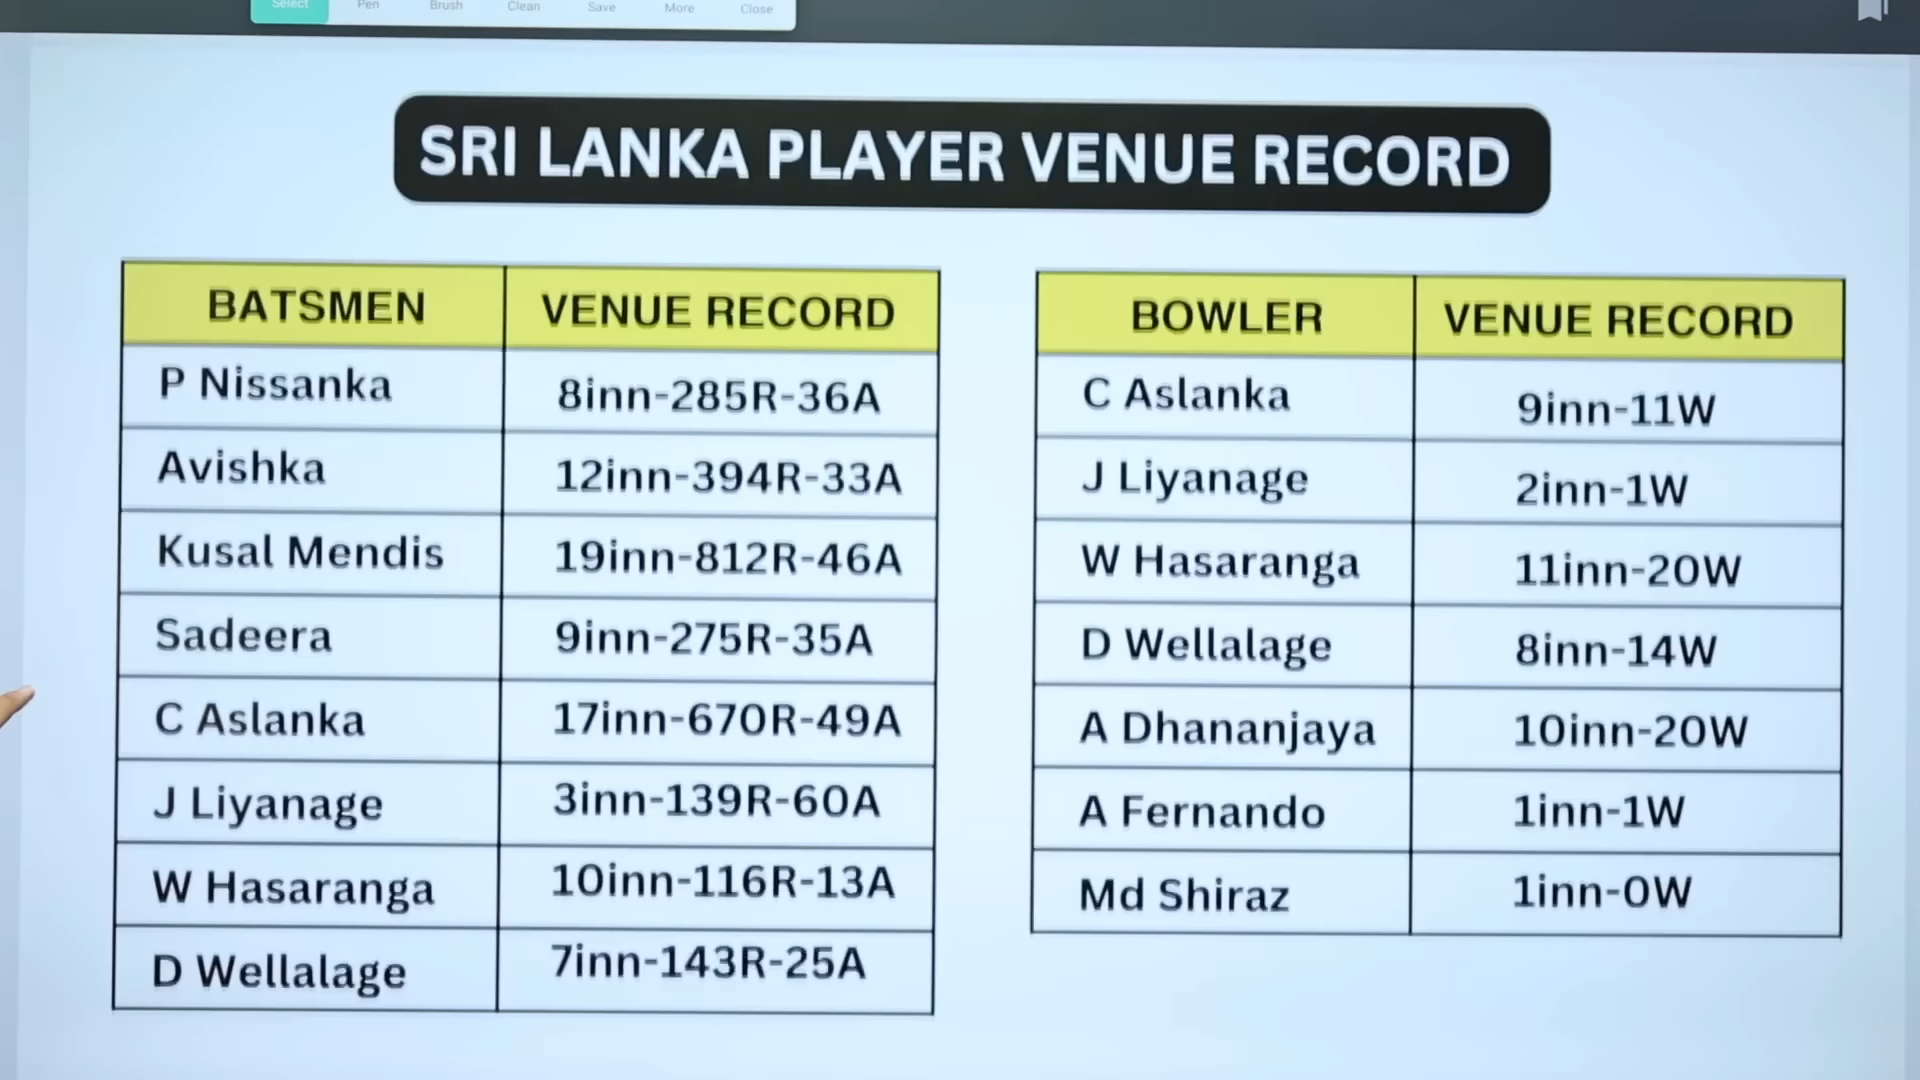 Select Pen Brush Clean Save More Close
SRI LANKA PLAYER VENUE RECORD
BATSMEN VENUE RECORD
P Nissanka 8inn-285R-36A
Avishka 12inn-394R-33A
Kusal Mendis 19inn-812R-46A
Sadeera 9inn-275R-35A
C Aslanka 17inn-670R-49A
J Liyanage 3inn-139R-60A
W Hasaranga 10inn-116R-13A
D Wellalage 7inn-143R-25A
BOWLER VENUE RECORD
C Aslanka 9inn-11W
J Liyanage 2inn-1W
W Hasaranga 11inn-20W
D Wellalage 8inn-14W
A Dhananjaya 10inn-20W
A Fernando 1inn-1W
Md Shiraz 1inn-0W